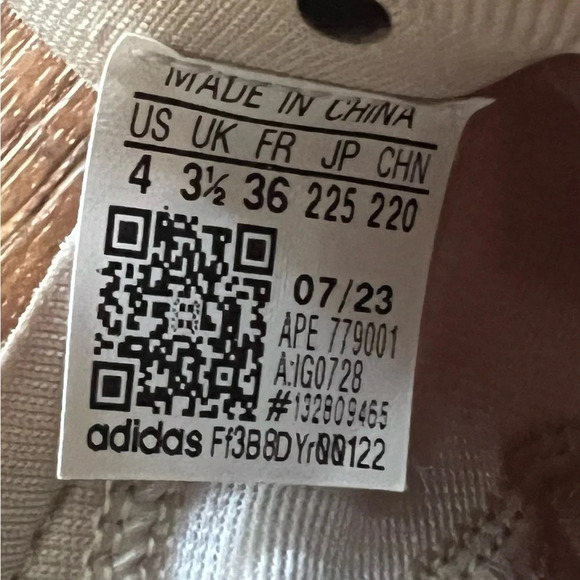 MADE IN CHINA
US UK FR JP CHN
4 3½ 36 225 220
07/23
APE 779001
A:IG0728
#132809465
adidas